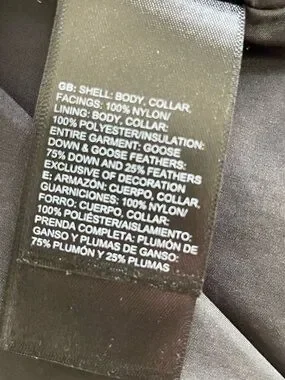 GB: SHELL: BODY, COLLAR,
FACINGS: 100% NYLON/
LINING: BODY, COLLAR:
100% POLYESTER/INSULATION:
ENTIRE GARMENT: GOOSE
DOWN & GOOSE FEATHERS:
75% DOWN AND 25% FEATHERS
EXCLUSIVE OF DECORATION
E: ARMAZÓN: CUERPO, COLLAR,
GUARNICIONES: 100% NYLON/
FORRO: CUERPO, COLLAR:
100% POLIÉSTER/AISLAMIENTO:
PRENDA COMPLETA: PLUMÓN DE
GANSO Y PLUMAS DE GANSO:
75% PLUMÓN Y 25% PLUMAS